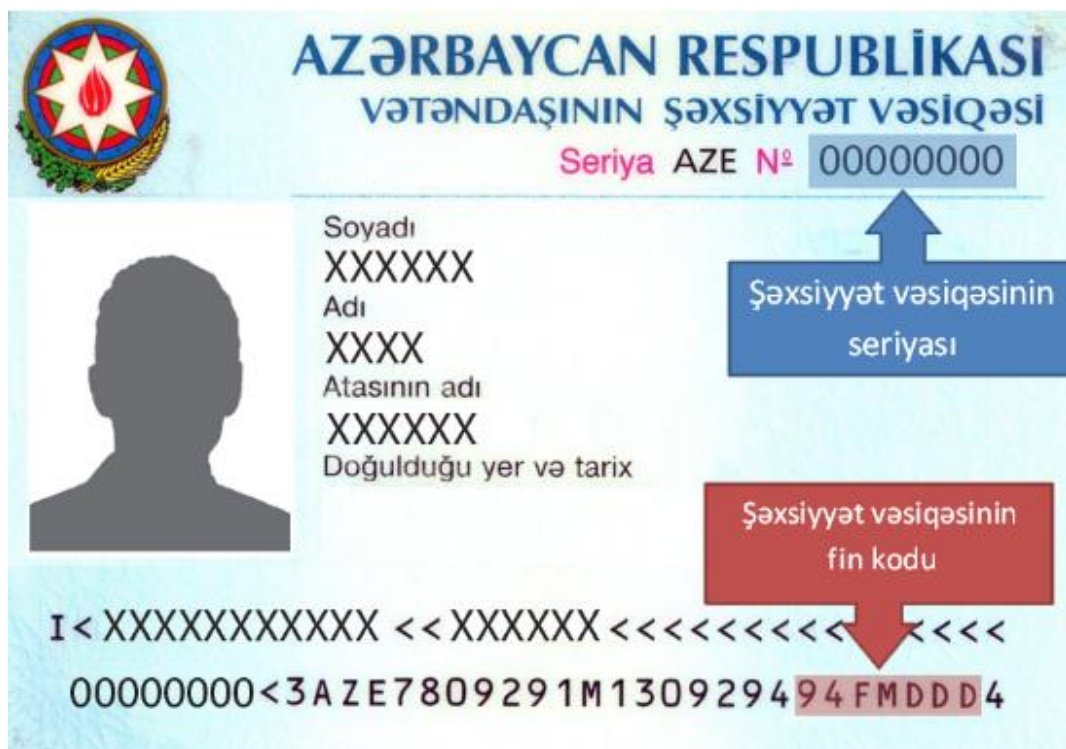 AZƏRBAYCAN RESPUBLİKASI
VƏTƏNDAŞININ ŞƏXSİYYƏT VƏSİQƏSİ
Seriya AZE № 00000000
Soyadı
XXXXXX
Adı
XXXX
Atasının adı
XXXXXX
Doğulduğu yer və tarix
Şəxsiyyət vəsiqəsinin
seriyası
Şəxsiyyət vəsiqəsinin
fin kodu
I<XXXXXXXXXXX<<XXXXXX<<<<<<<<<<<<<<
00000000<3AZE7809291M130929494FMDDD4